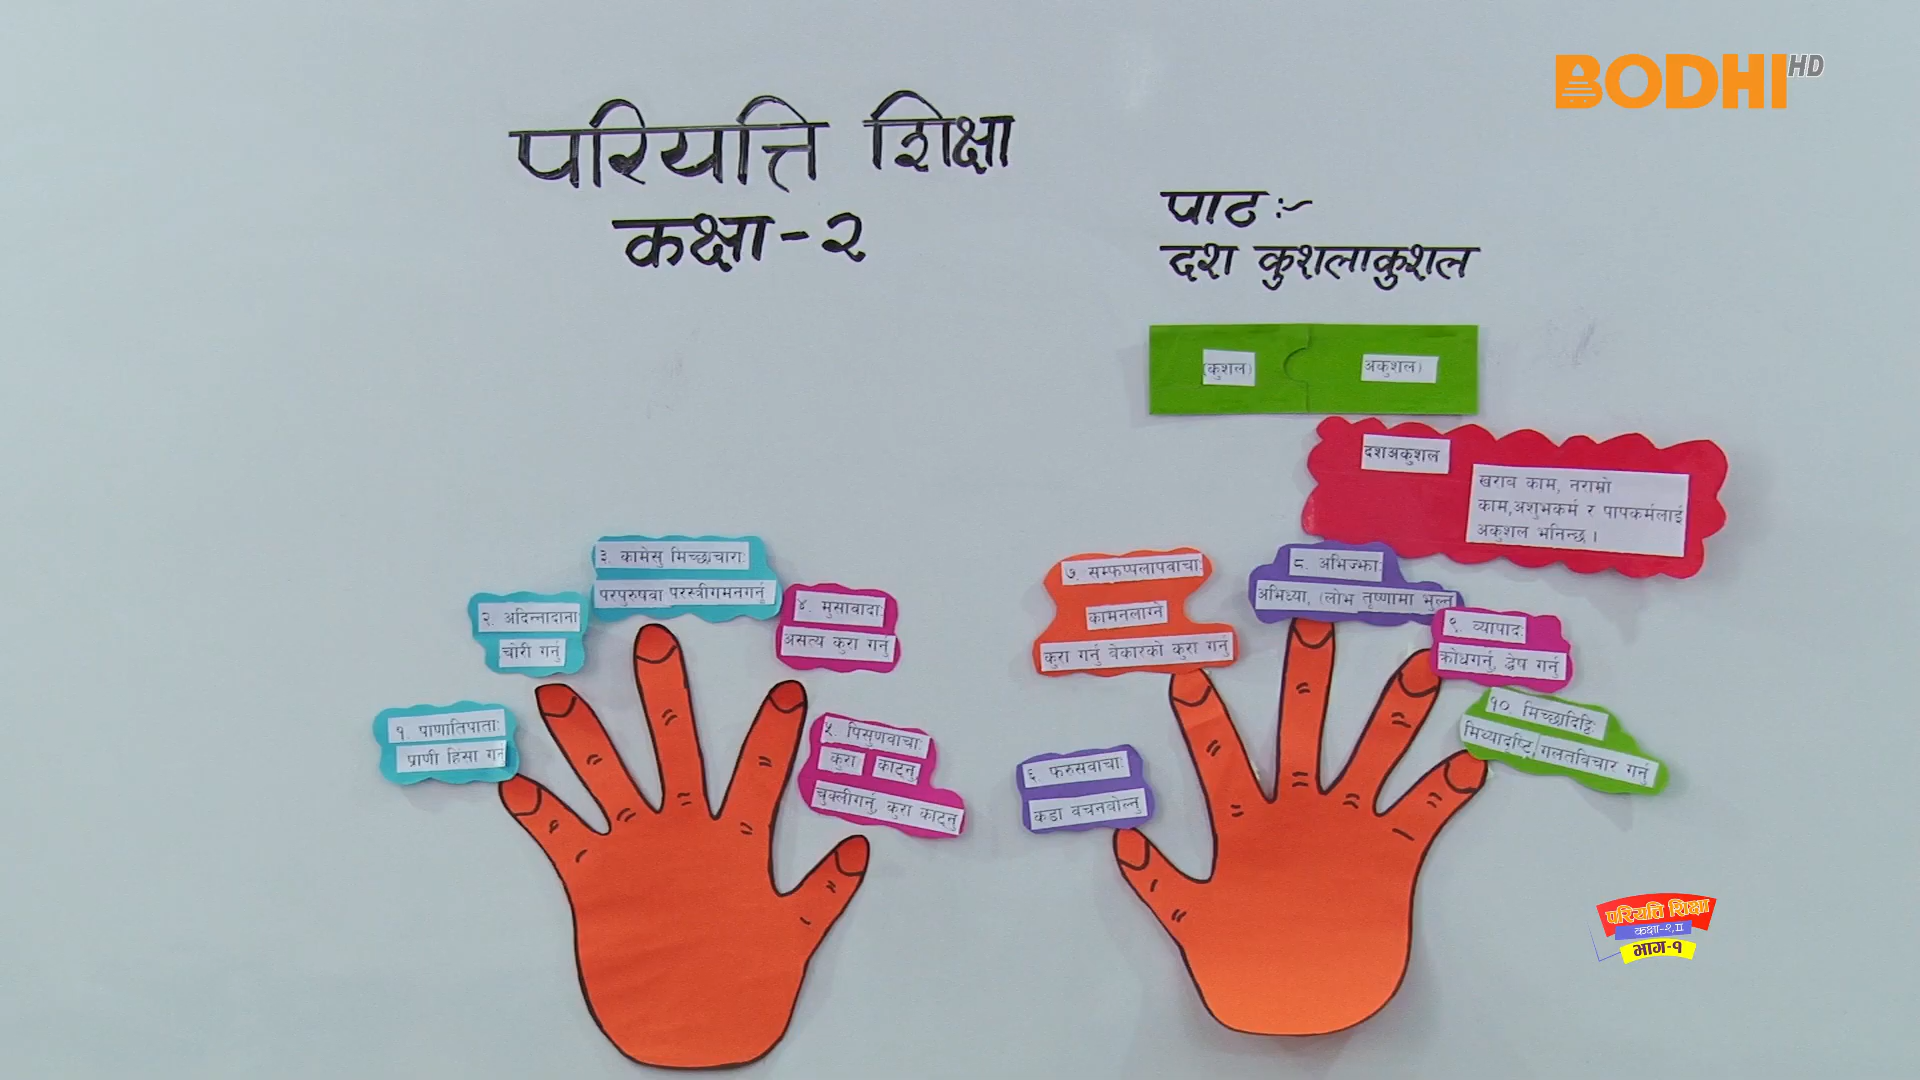 BODHI HD
परियत्ति शिक्षा
कक्षा-२
पाठ :-
दश कुशलाकुशल
(कुशल)
अकुशल)
दशअकुशल
खराब काम, नराम्रो
काम,अशुभकर्म र पापकर्मलाई
अकुशल भनिन्छ ।
१. पाणातिपाताः
प्राणी हिंसा गर्नु
२. अदिन्नादाना
चोरी गर्नु
३. कामेसु मिच्छाचाराः
परपुरुषवा परस्त्रीगमनगर्नु
४. मुसावादाः
असत्य कुरा गर्नु
५. पिसुणवाचाः
कुरा काट्नु
चुक्लीगर्नु, कुरा काट्नु
६. फरुसवाचाः
कडा वचनबोल्नु
७. सम्फप्पलापवाचाः
कामनलाग्ने
कुरा गर्नु बेकारको कुरा गर्नु
८. अभिज्झाः
अभिध्या, (लोभ तृष्णामा भुल्न
९. व्यापादः
क्रोधगर्नु, द्वेष गर्नु
१०. मिच्छादिट्ठिः
मिथ्यादृष्टि/गलतविचार गर्नु
परियत्ति शिक्षा
कक्षा-२,II
भाग-१